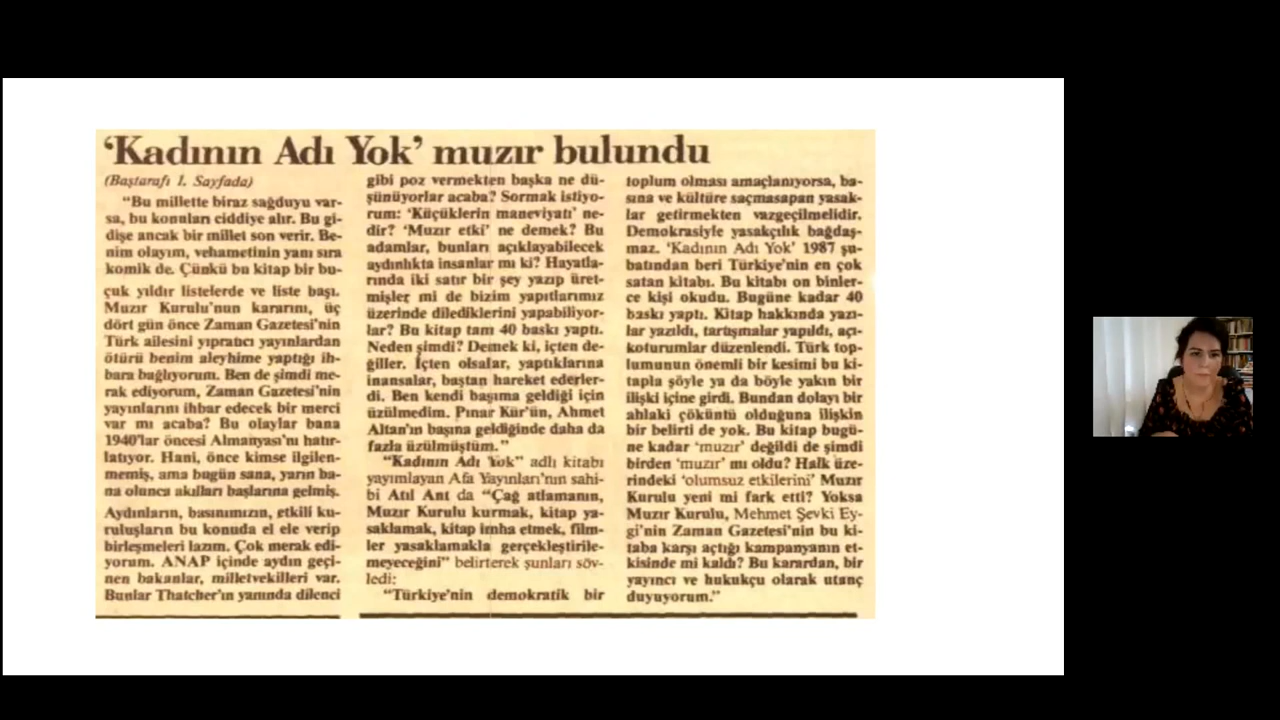 ‘Kadının Adı Yok’ muzır bulundu
(Baştarafı 1. Sayfada)
“Bu millette biraz sağduyu var-
sa, bu konuları ciddiye alır. Bu gi-
dişe ancak bir millet son verir. Be-
nim olayım, vehametinin yanı sıra
komik de. Çünkü bu kitap bir bu-
çuk yıldır listelerde ve liste başı.
Muzır Kurulu’nun kararını, üç
dört gün önce Zaman Gazetesi’nin
Türk ailesini yıpratıcı yayınlardan
ötürü benim aleyhime yaptığı ih-
bara bağlıyorum. Ben de şimdi me-
rak ediyorum, Zaman Gazetesi’nin
yayınlarını ihbar edecek bir merci
var mı acaba? Bu olaylar bana
1940’lar öncesi Almanyası’nı hatır-
latıyor. Hani, önce kimse ilgilen-
memiş, ama bugün sana, yarın ba-
na olunca akılları başlarına gelmiş.
Aydınların, basınımızın, etkili ku-
ruluşların bu konuda el ele verip
birleşmeleri lazım. Çok merak edi-
yorum. ANAP içinde aydın geçi-
nen bakanlar, milletvekilleri var.
Bunlar Thatcher’ın yanında dilenci
gibi poz vermekten başka ne dü-
şünüyorlar acaba? Sormak istiyo-
rum: ‘Küçüklerin maneviyatı’ ne-
dir? ‘Muzır etki’ ne demek? Bu
adamlar, bunları açıklayabilecek
aydınlıkta insanlar mı ki? Hayatla-
rında iki satır bir şey yazıp üret-
mişler mi de bizim yapıtlarımız
üzerinde dilediklerini yapabiliyor-
lar? Bu kitap tam 40 baskı yaptı.
Neden şimdi? Demek ki, içten de-
ğiller. İçten olsalar, yaptıklarına
inansalar, baştan hareket ederler-
di. Ben kendi başıma geldiği için
üzülmedim. Pınar Kür’ün, Ahmet
Altan’ın başına geldiğinde daha da
fazla üzülmüştüm.”
“Kadının Adı Yok” adlı kitabı
yayımlayan Afa Yayınları’nın sahi-
bi Atıl Ant da “Çağ atlamanın,
Muzır Kurulu kurmak, kitap ya-
saklamak, kitap imha etmek, film-
ler yasaklamakla gerçekleştirile-
meyeceğini” belirterek şunları söy-
ledi:
“Türkiye’nin demokratik bir
toplum olması amaçlanıyorsa, ba-
sına ve kültüre saçmasapan yasak-
lar getirmekten vazgeçilmelidir.
Demokrasiyle yasakçılık bağdaş-
maz. ‘Kadının Adı Yok’ 1987 şu-
batından beri Türkiye’nin en çok
satan kitabı. Bu kitabı on binler-
ce kişi okudu. Bugüne kadar 40
baskı yaptı. Kitap hakkında yazı-
lar yazıldı, tartışmalar yapıldı, açı-
koturumlar düzenlendi. Türk top-
lumunun önemli bir kesimi bu ki-
tapla şöyle ya da böyle yakın bir
ilişki içine girdi. Bundan dolayı bir
ahlaki çöküntü olduğuna ilişkin
bir belirti de yok. Bu kitap bugü-
ne kadar ‘muzır’ değildi de şimdi
birden ‘muzır’ mı oldu? Halk üze-
rindeki ‘olumsuz etkilerini’ Muzır
Kurulu yeni mi fark etti? Yoksa
Muzır Kurulu, Mehmet Şevki Ey-
gi’nin Zaman Gazetesi’nin bu ki-
taba karşı açtığı kampanyanın et-
kisinde mi kaldı? Bu karardan, bir
yayıncı ve hukukçu olarak utanç
duyuyorum.”